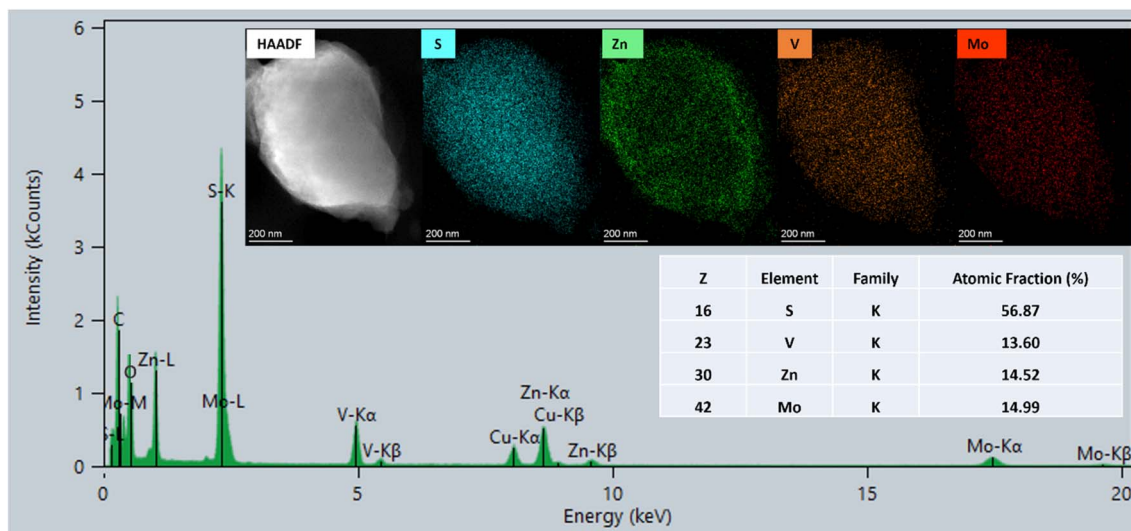 6
5
4
3
2
1
0
Intensity (kCounts)
HAADF
S
Zn
V
Mo
200 nm
200 nm
200 nm
200 nm
200 nm
S-K
C
O
Zn-L
Mo-M
S-L
Mo-L
V-Kα
V-Kβ
Cu-Kα
Zn-Kα
Cu-Kβ
Zn-Kβ
Mo-Kα
Mo-Kβ
Z Element Family Atomic Fraction (%)
16 S K 56.87
23 V K 13.60
30 Zn K 14.52
42 Mo K 14.99
0 5 10 15 20
Energy (keV)